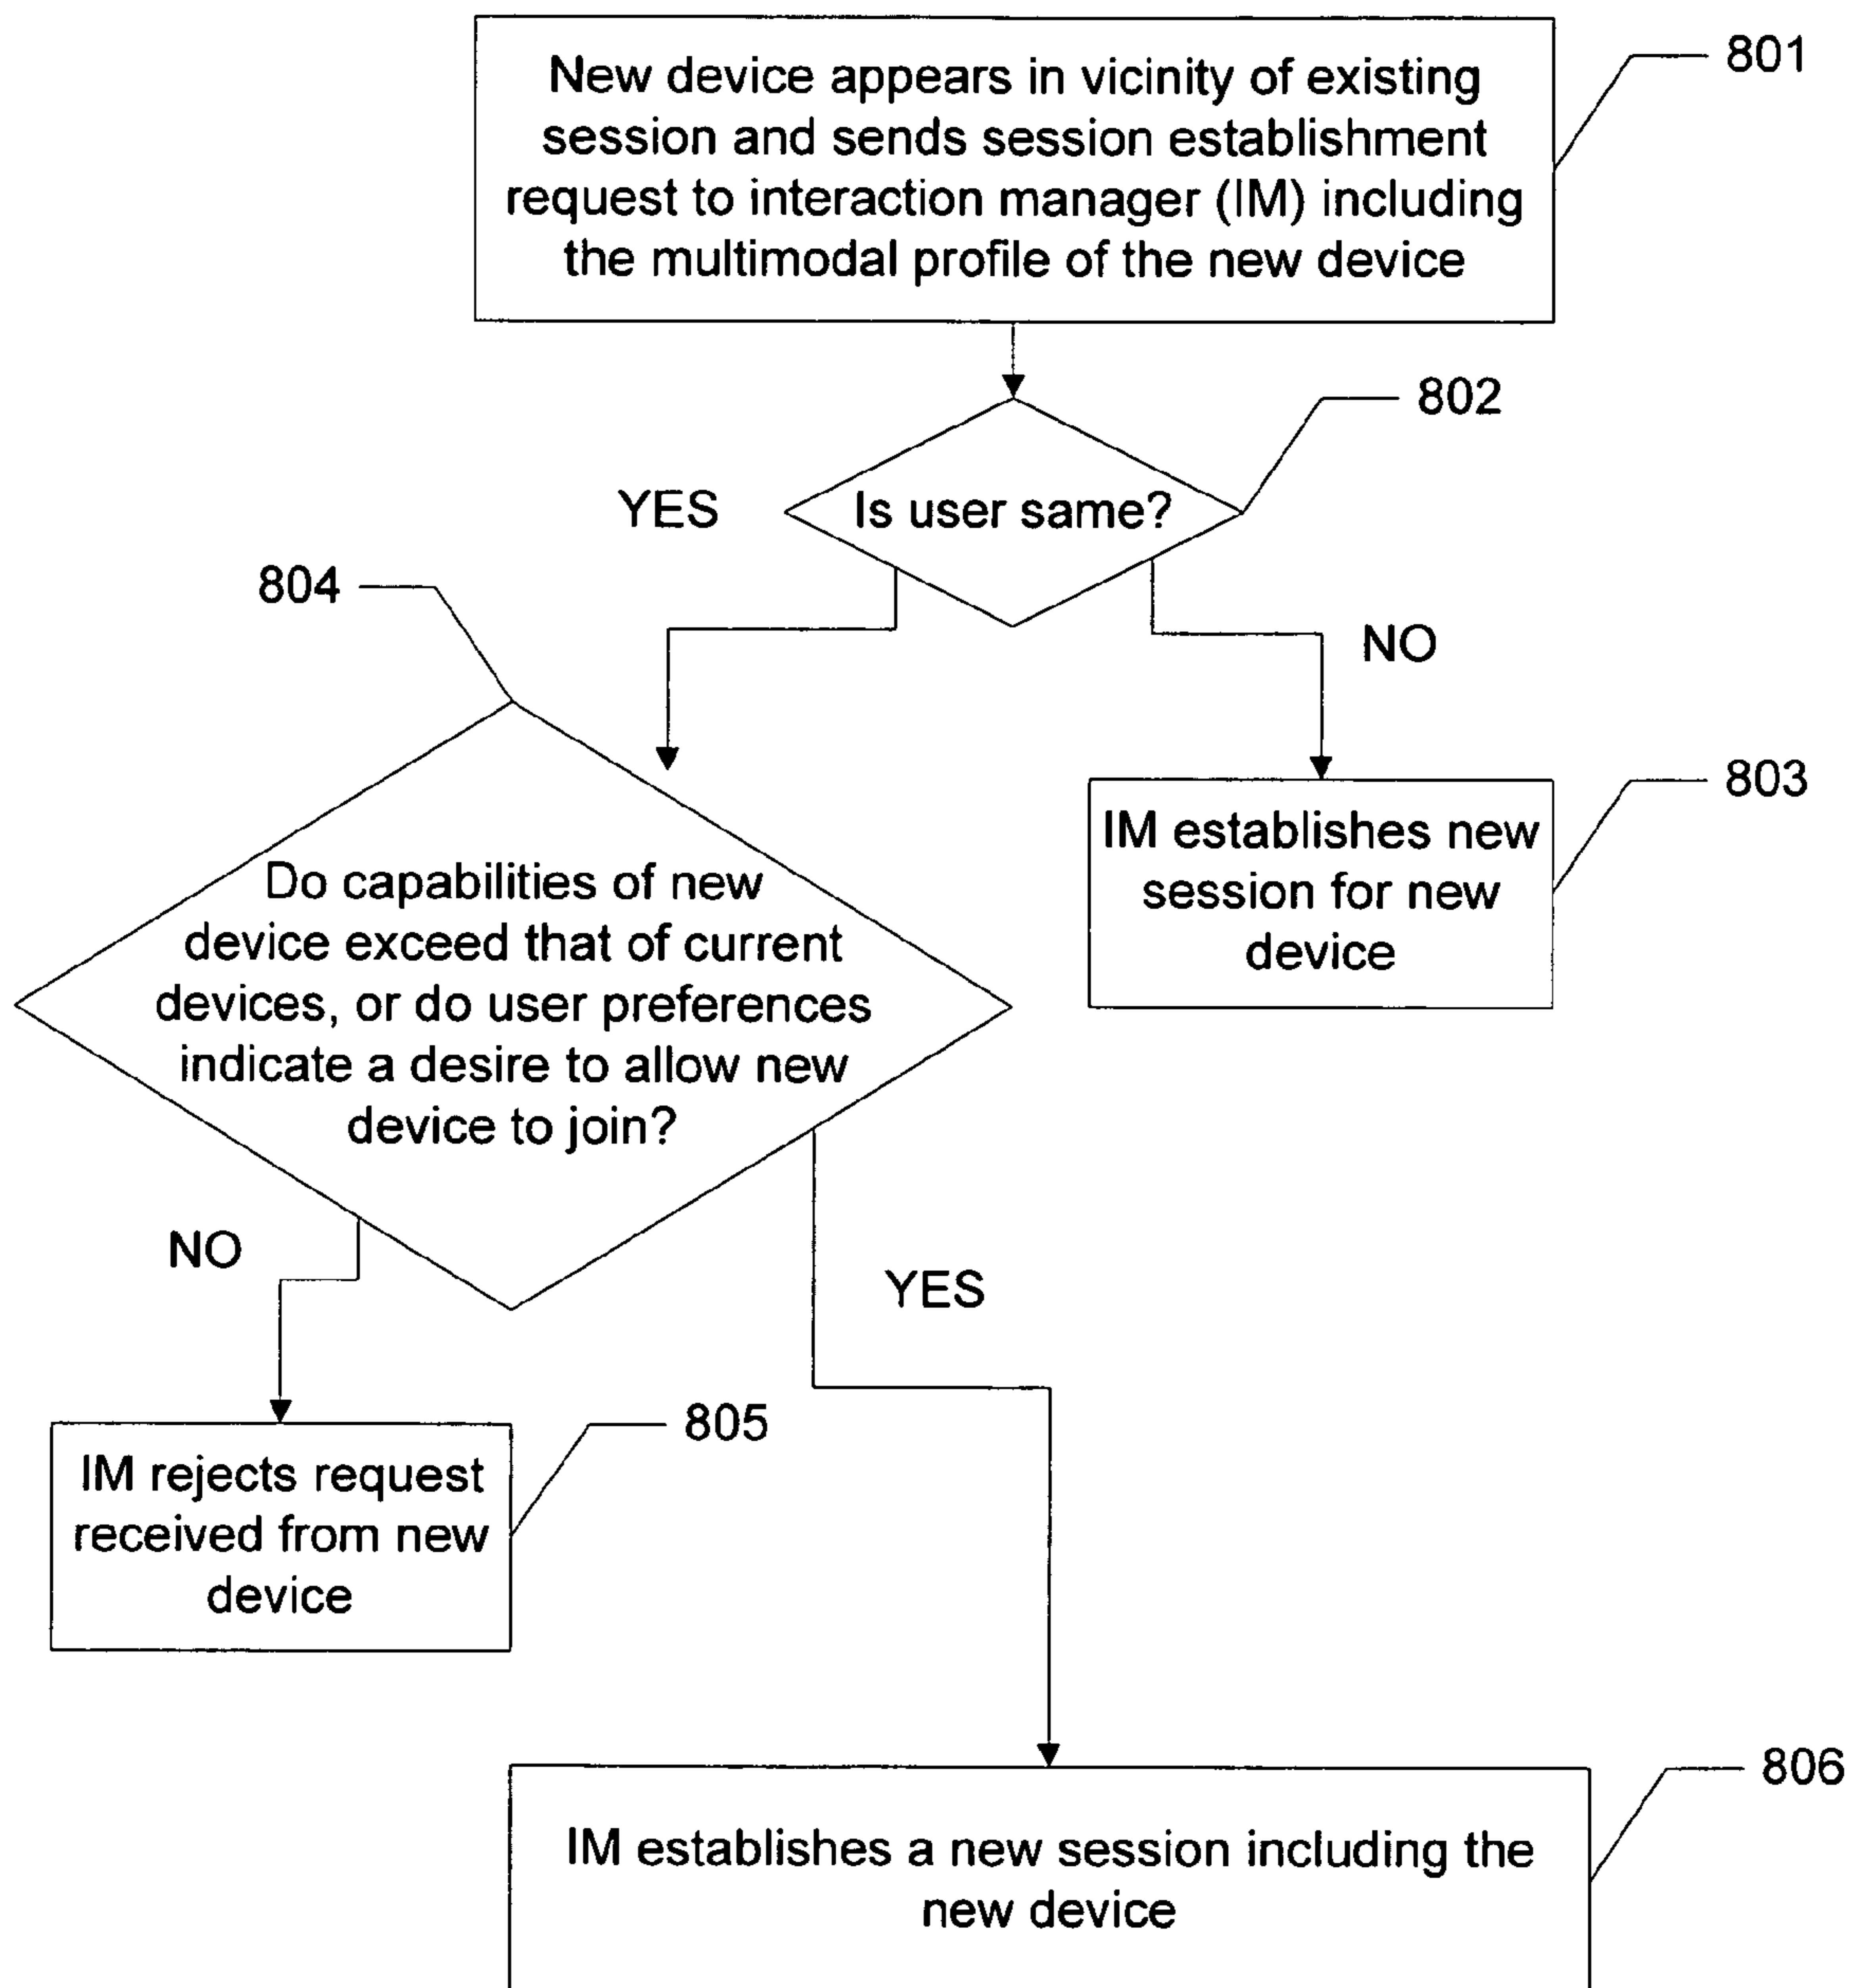 New device appears in vicinity of existing
session and sends session establishment
request to interaction manager (IM) including
the multimodal profile of the new device
801
802
YES
Is user same?
804
NO
803
IM establishes new
session for new
device
Do capabilities of new
device exceed that of current
devices, or do user preferences
indicate a desire to allow new
device to join?
NO
YES
805
IM rejects request
received from new
device
806
IM establishes a new session including the
new device